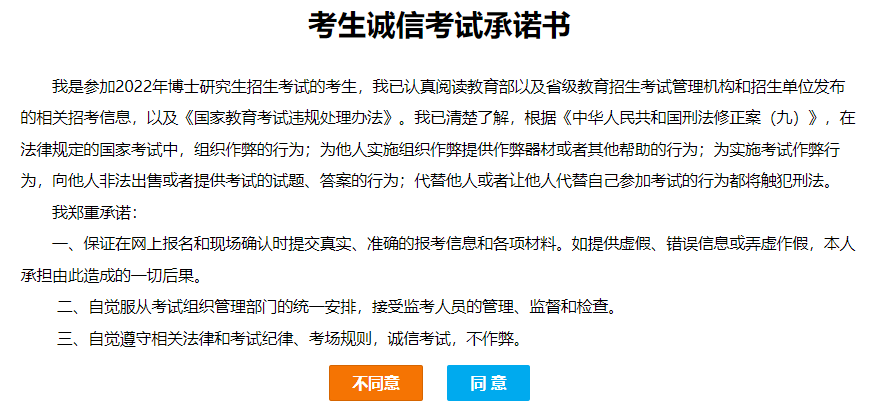 考生诚信考试承诺书
我是参加2022年博士研究生招生考试的考生，我已认真阅读教育部以及省级教育招生考试管理机构和招生单位发布
的相关招考信息，以及《国家教育考试违规处理办法》。我已清楚了解，根据《中华人民共和国刑法修正案（九）》，在
法律规定的国家考试中，组织作弊的行为；为他人实施组织作弊提供作弊器材或者其他帮助的行为；为实施考试作弊行
为，向他人非法出售或者提供考试的试题、答案的行为；代替他人或者让他人代替自己参加考试的行为都将触犯刑法。
我郑重承诺：
一、保证在网上报名和现场确认时提交真实、准确的报考信息和各项材料。如提供虚假、错误信息或弄虚作假，本人
承担由此造成的一切后果。
二、自觉服从考试组织管理部门的统一安排，接受监考人员的管理、监督和检查。
三、自觉遵守相关法律和考试纪律、考场规则，诚信考试，不作弊。
不同意 同 意